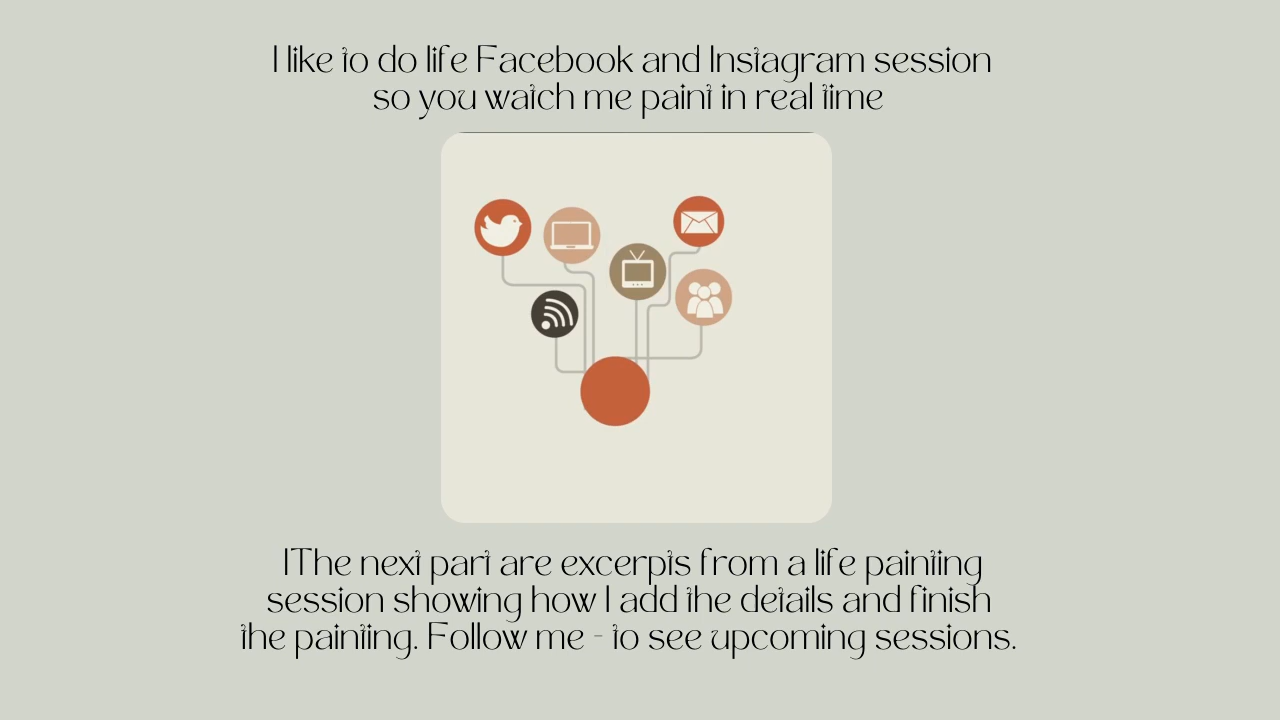 I like to do life Facebook and Instagram session
so you watch me paint in real time
IThe next part are excerpts from a life painting
session showing how I add the details and finish
the painting. Follow me - to see upcoming sessions.